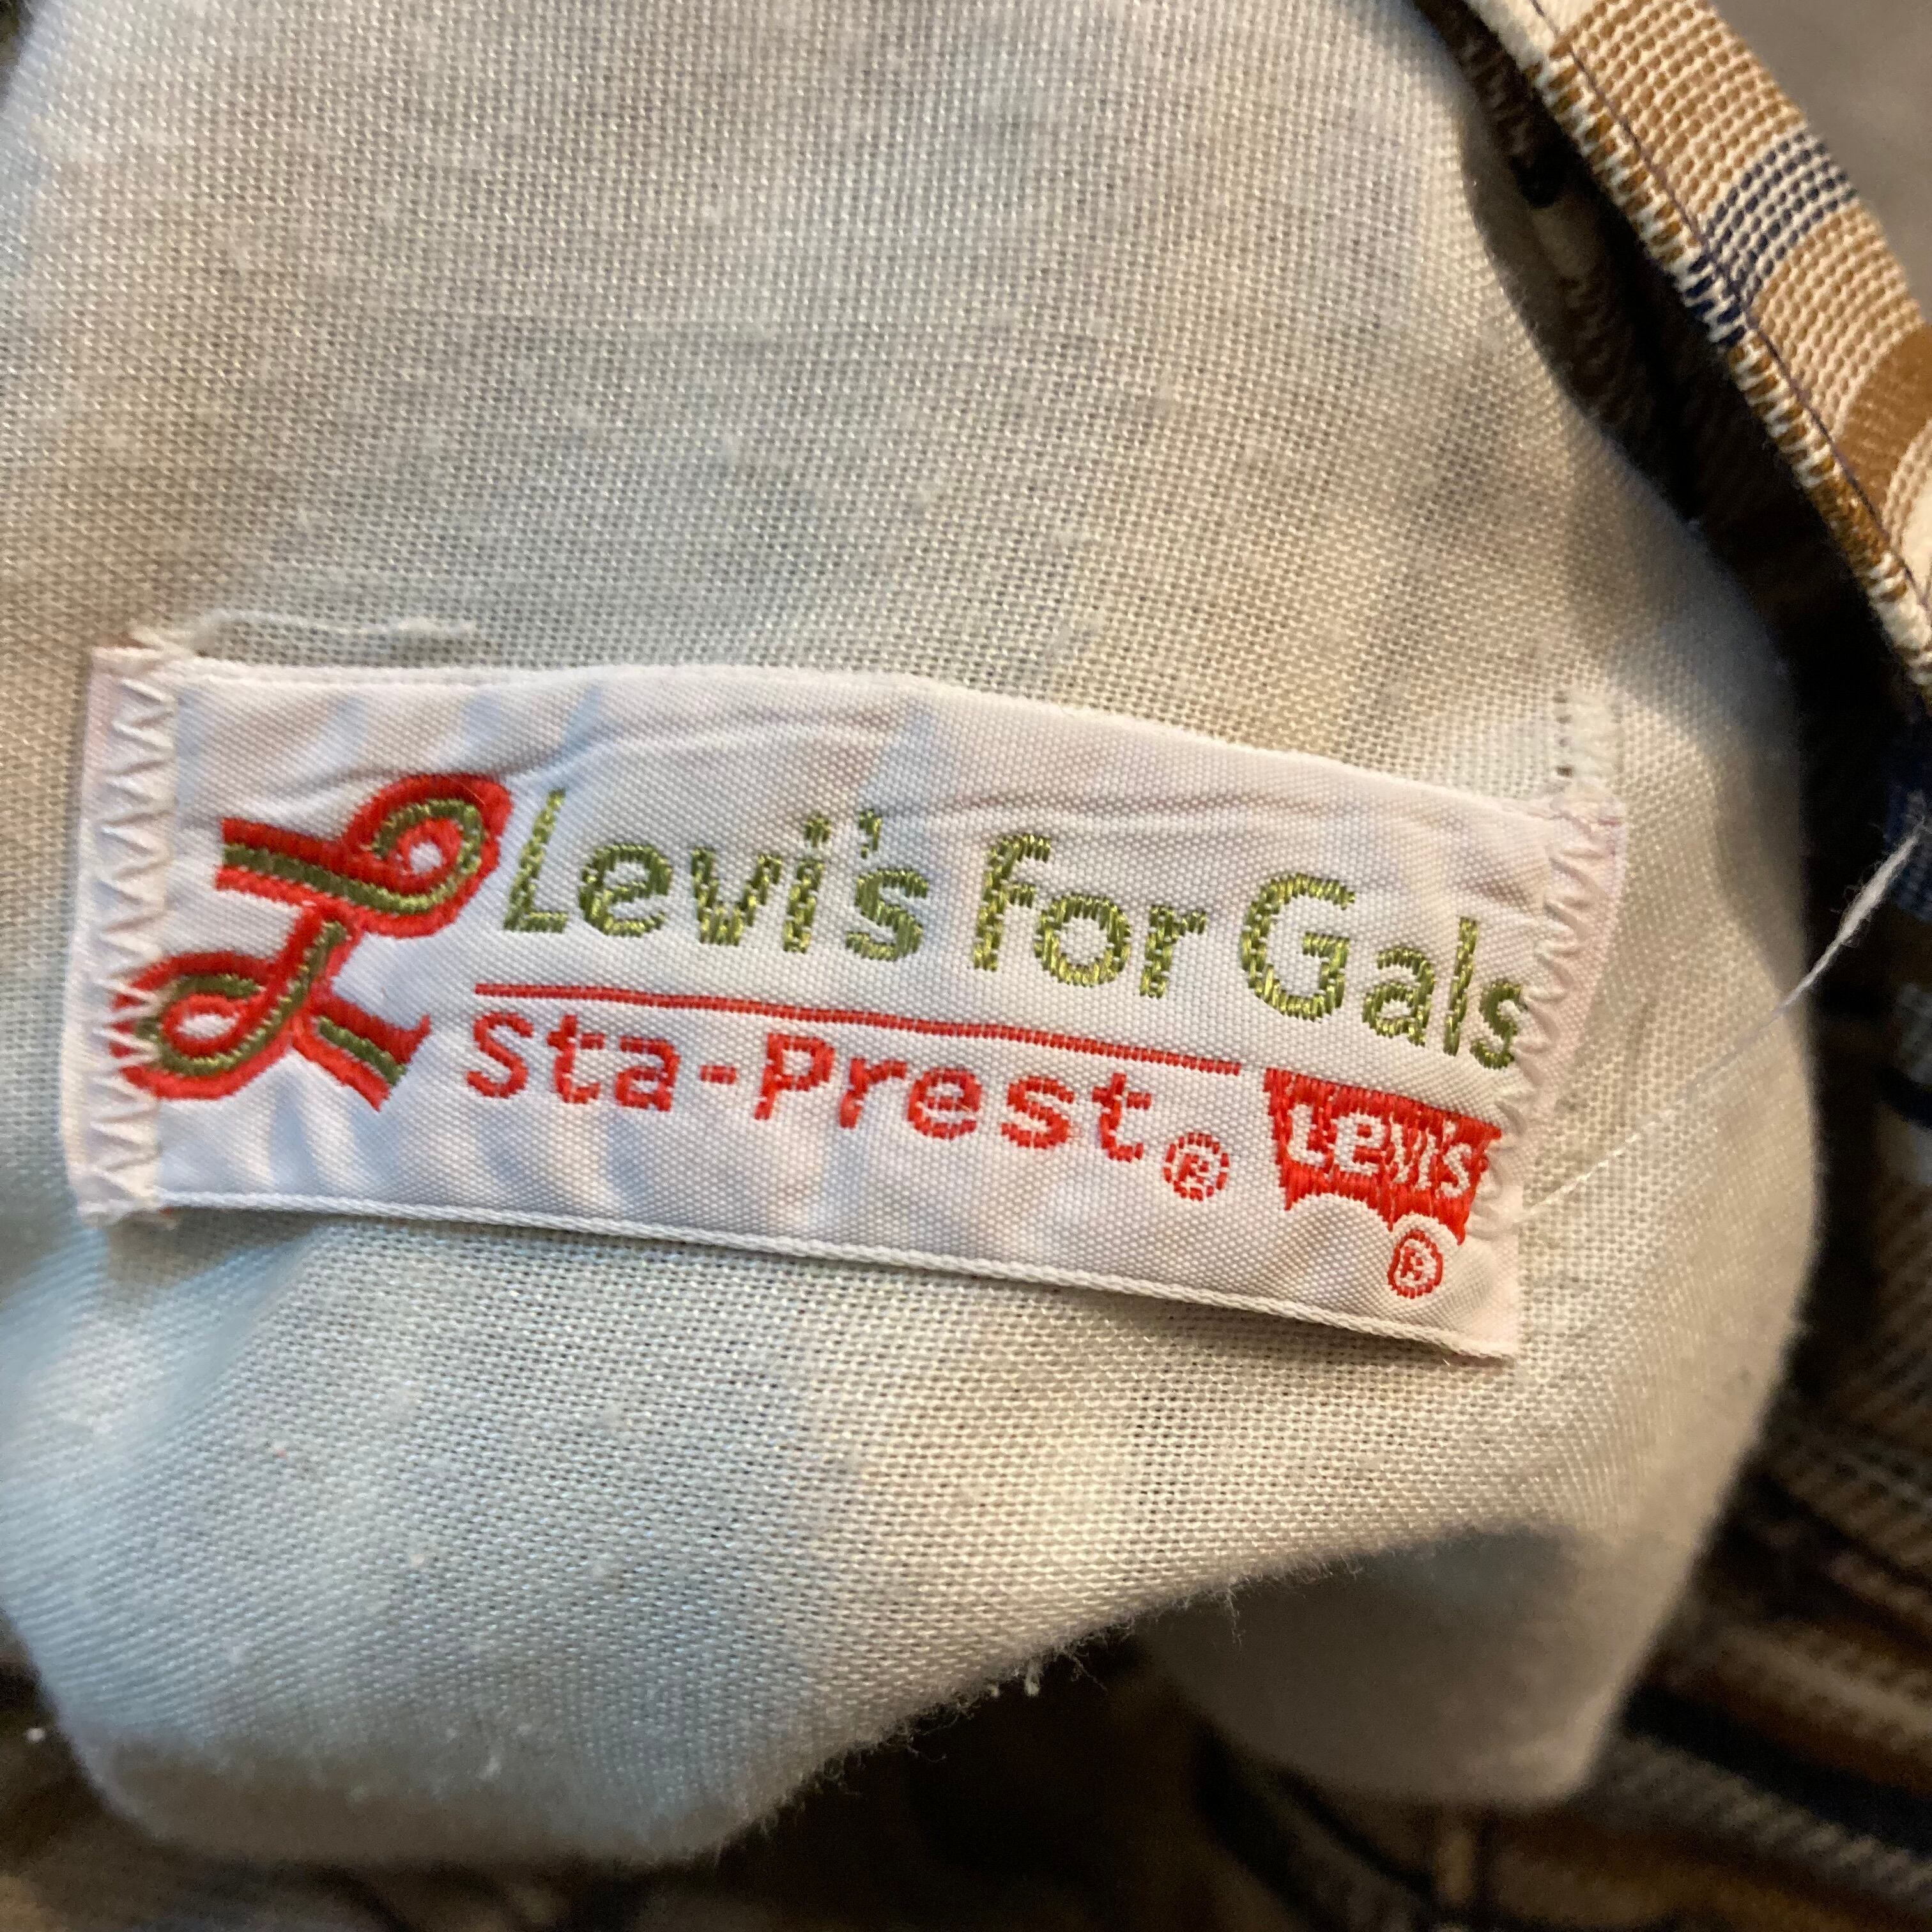 L Levi's for Gals
Sta-Prest®
Levi's
®